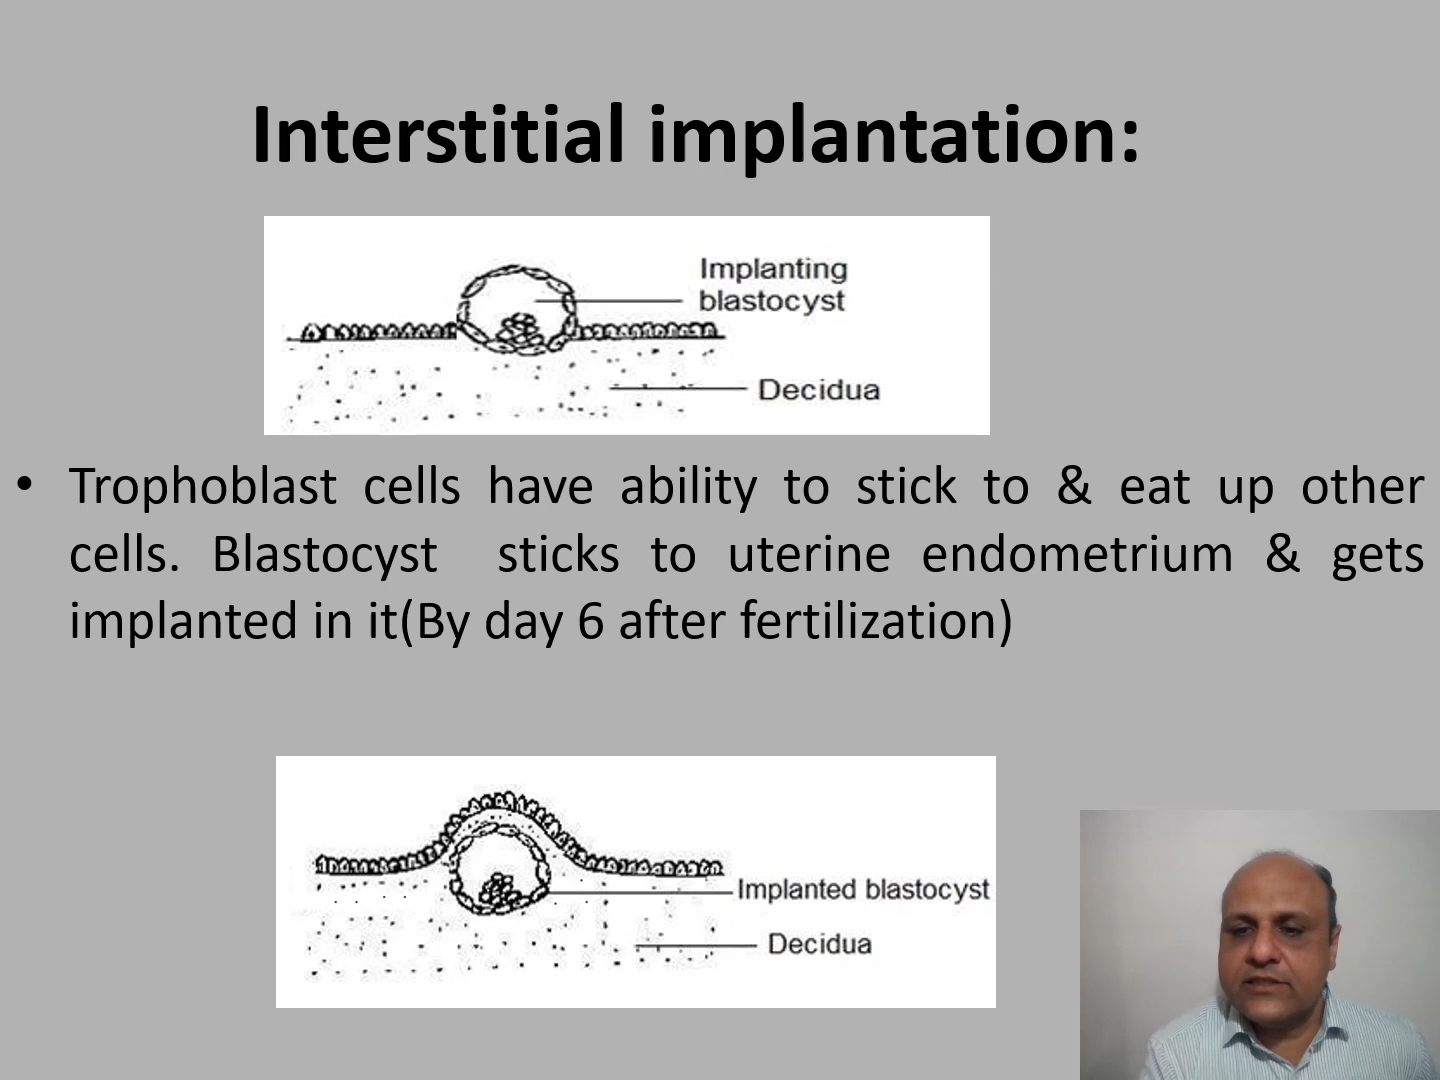 Interstitial implantation:
Implanting
blastocyst
Decidua
• Trophoblast cells have ability to stick to & eat up other
cells. Blastocyst sticks to uterine endometrium & gets
implanted in it(By day 6 after fertilization)
Implanted blastocyst
Decidua